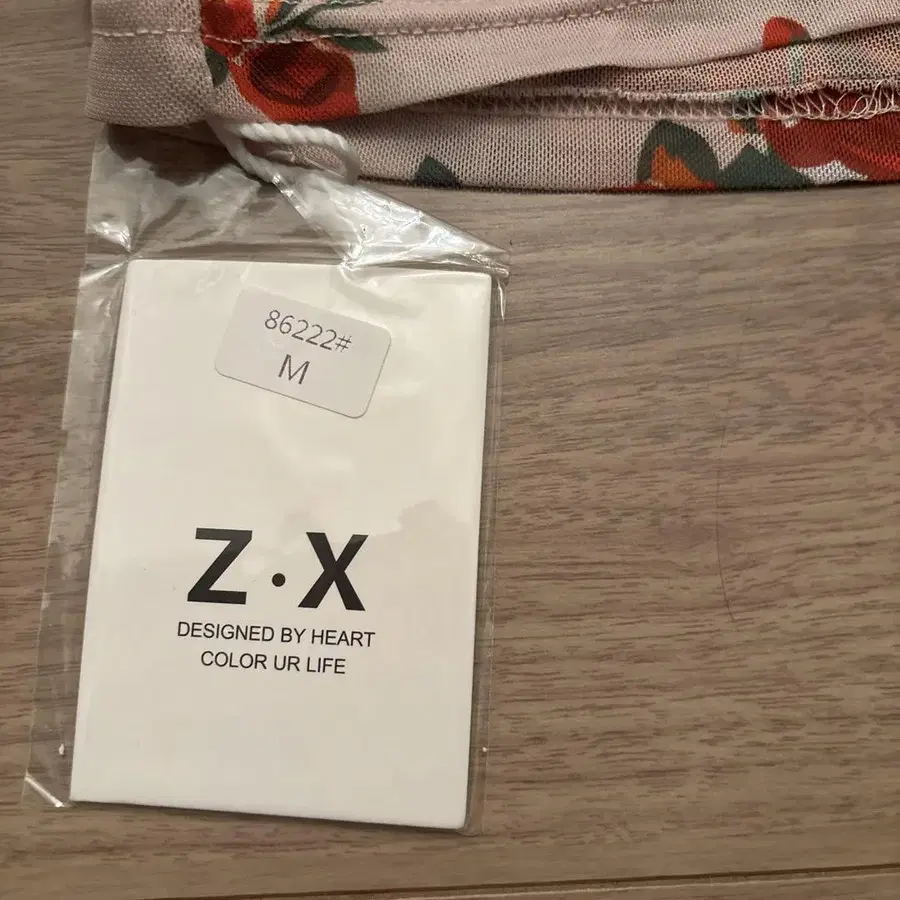 86222#
M
Z·X
DESIGNED BY HEART
COLOR UR LIFE